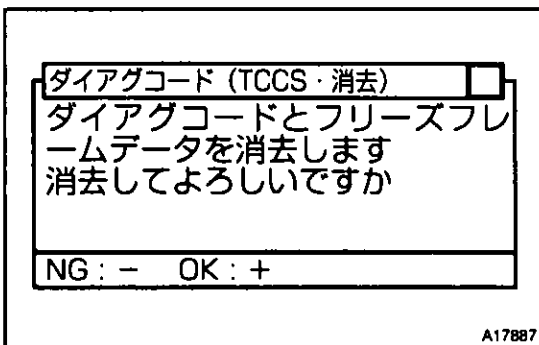 ダイアグコード (TCCS・消去)
ダイアグコードとフリーズフレ
ームデータを消去します
消去してよろしいですか
NG : - OK : +
A17887